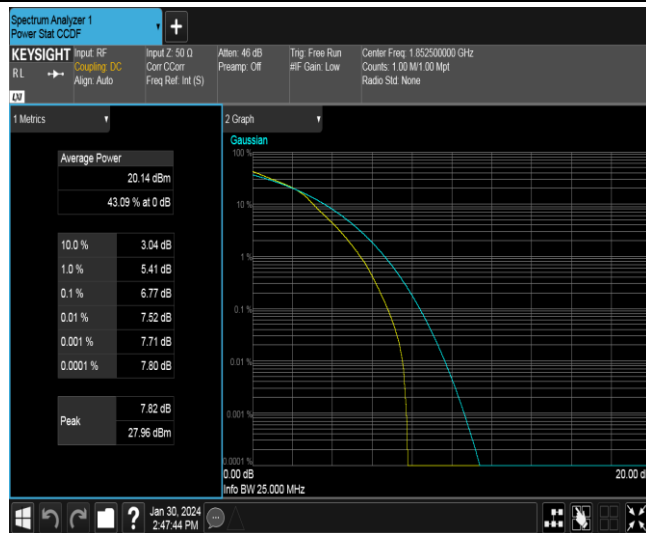 Spectrum Analyzer 1
Power Stat CCDF
+
KEYSIGHT
RL
Input: RF
Coupling: DC
Align: Auto
Input Z: 50 Ω
Corr CCorr
Freq Ref: Int (S)
Atten: 46 dB
Preamp: Off
Trig: Free Run
#IF Gain: Low
Center Freq: 1.852500000 GHz
Counts: 1.00 M/1.00 Mpt
Radio Std: None
1 Metrics
Average Power
20.14 dBm
43.09 % at 0 dB
10.0 % 3.04 dB
1.0 % 5.41 dB
0.1 % 6.77 dB
0.01 % 7.52 dB
0.001 % 7.71 dB
0.0001 % 7.80 dB
Peak
7.82 dB
27.96 dBm
2 Graph
Gaussian
100 %
10 %
1 %
0.1 %
0.01 %
0.001 %
0.0001 %
0.00 dB 20.00 d
Info BW 25.000 MHz
? Jan 30, 2024
2:47:44 PM